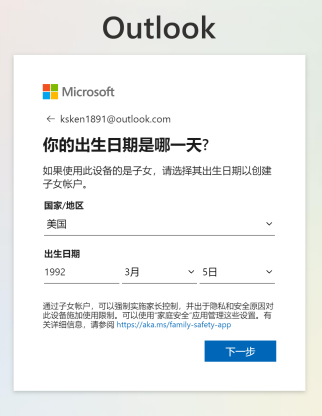 Outlook
Microsoft
← ksken1891@outlook.com
你的出生日期是哪一天?
如果使用此设备的是子女，请选择其出生日期以创建
子女帐户。
国家/地区
美国
出生日期
1992 3月 5日
通过子女帐户，可以强制实施家长控制，并出于隐私和安全原因对
此设备施加使用限制。可以使用"家庭安全"应用管理这些设置。有
关详细信息，请参阅 https://aka.ms/family-safety-app
下一步